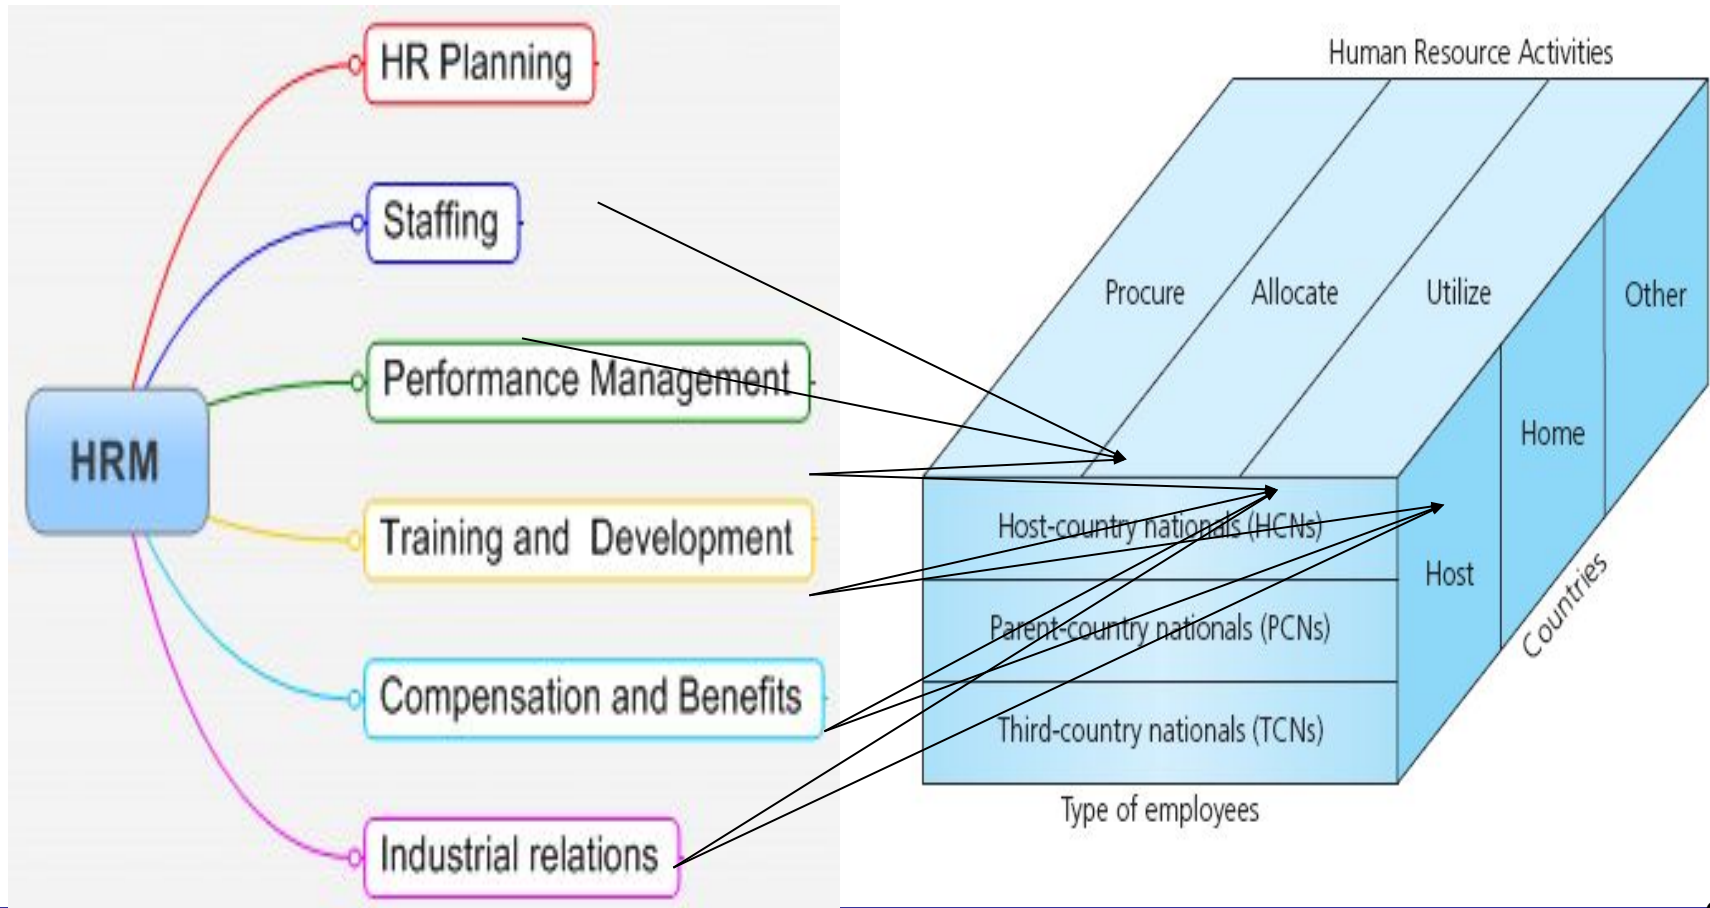 HRM
HR Planning
Staffing
Performance Management
Training and Development
Compensation and Benefits
Industrial relations
Human Resource Activities
Procure
Allocate
Utilize
Other
Home
Host
Countries
Host-country nationals (HCNs)
Parent-country nationals (PCNs)
Third-country nationals (TCNs)
Type of employees